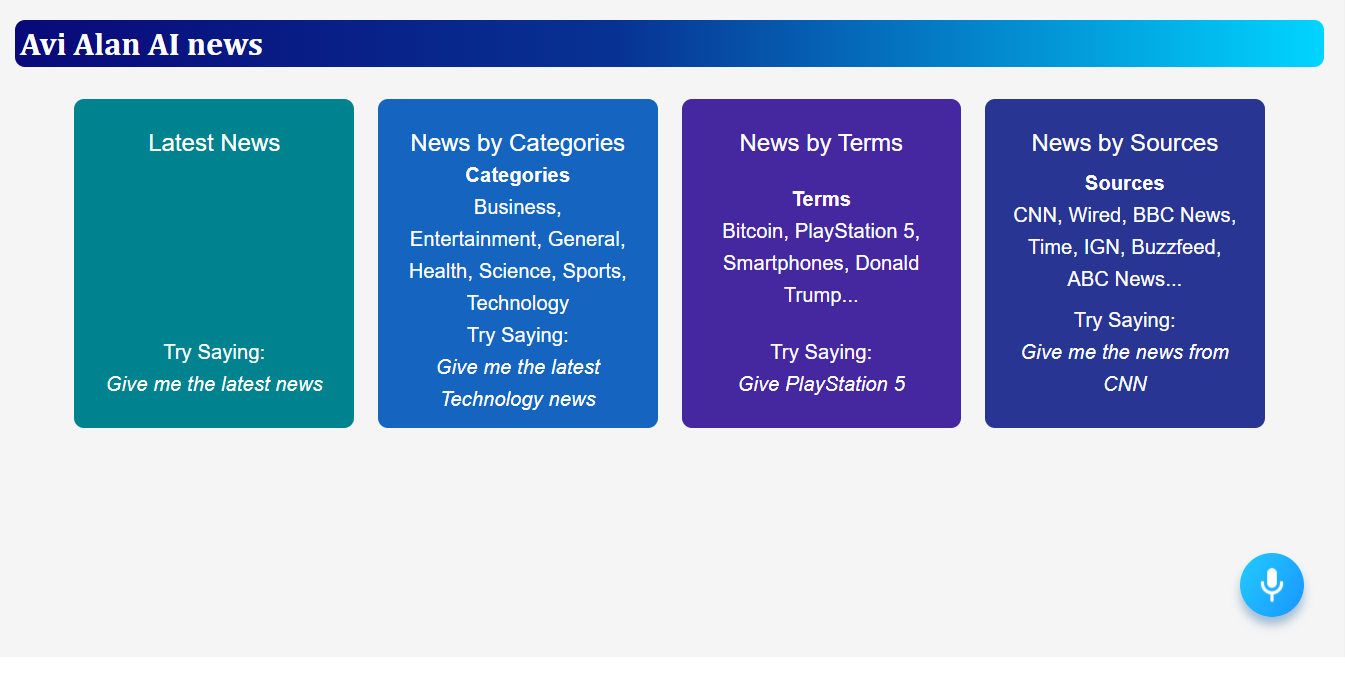 Avi Alan AI news
Latest News
Try Saying:
Give me the latest news
News by Categories
Categories
Business,
Entertainment, General,
Health, Science, Sports,
Technology
Try Saying:
Give me the latest
Technology news
News by Terms
Terms
Bitcoin, PlayStation 5,
Smartphones, Donald
Trump...
Try Saying:
Give PlayStation 5
News by Sources
Sources
CNN, Wired, BBC News,
Time, IGN, Buzzfeed,
ABC News...
Try Saying:
Give me the news from
CNN